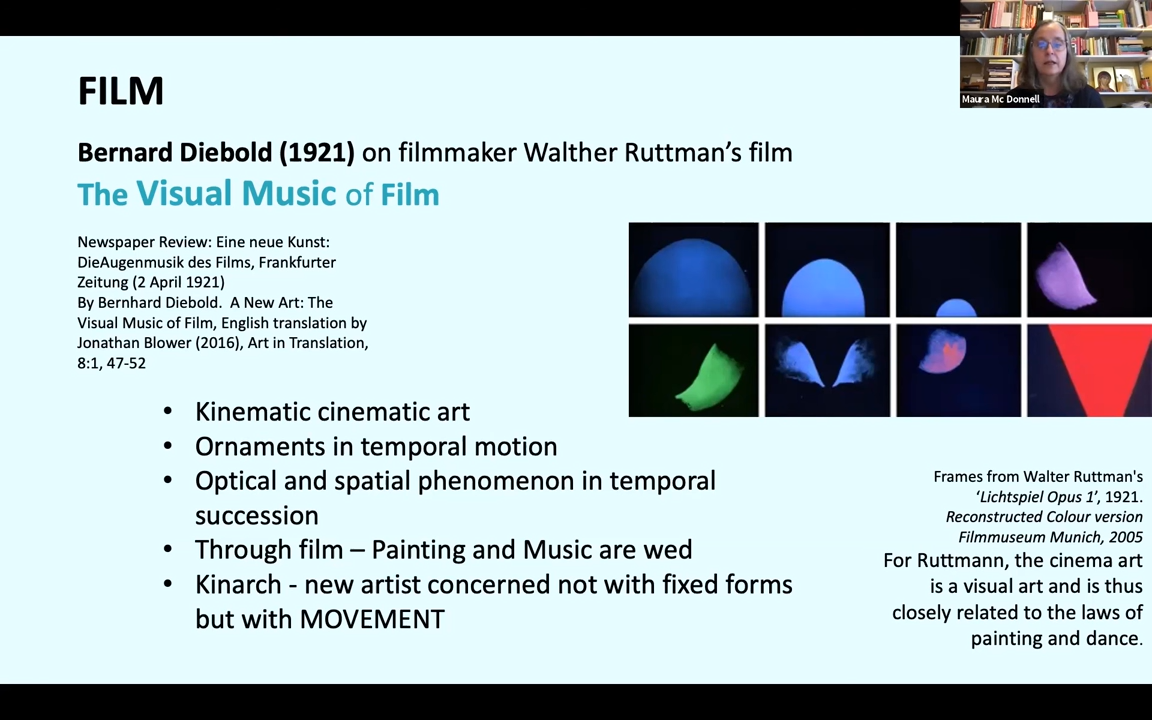 Maura Mc Donnell
FILM
Bernard Diebold (1921) on filmmaker Walther Ruttman’s film
The Visual Music of Film
Newspaper Review: Eine neue Kunst:
DieAugenmusik des Films, Frankfurter
Zeitung (2 April 1921)
By Bernhard Diebold.  A New Art: The
Visual Music of Film, English translation by
Jonathan Blower (2016), Art in Translation,
8:1, 47-52
• Kinematic cinematic art
• Ornaments in temporal motion
• Optical and spatial phenomenon in temporal
succession
• Through film – Painting and Music are wed
• Kinarch - new artist concerned not with fixed forms
but with MOVEMENT
Frames from Walter Ruttman's
‘Lichtspiel Opus 1’, 1921.
Reconstructed Colour version
Filmmuseum Munich, 2005
For Ruttmann, the cinema art
is a visual art and is thus
closely related to the laws of
painting and dance.